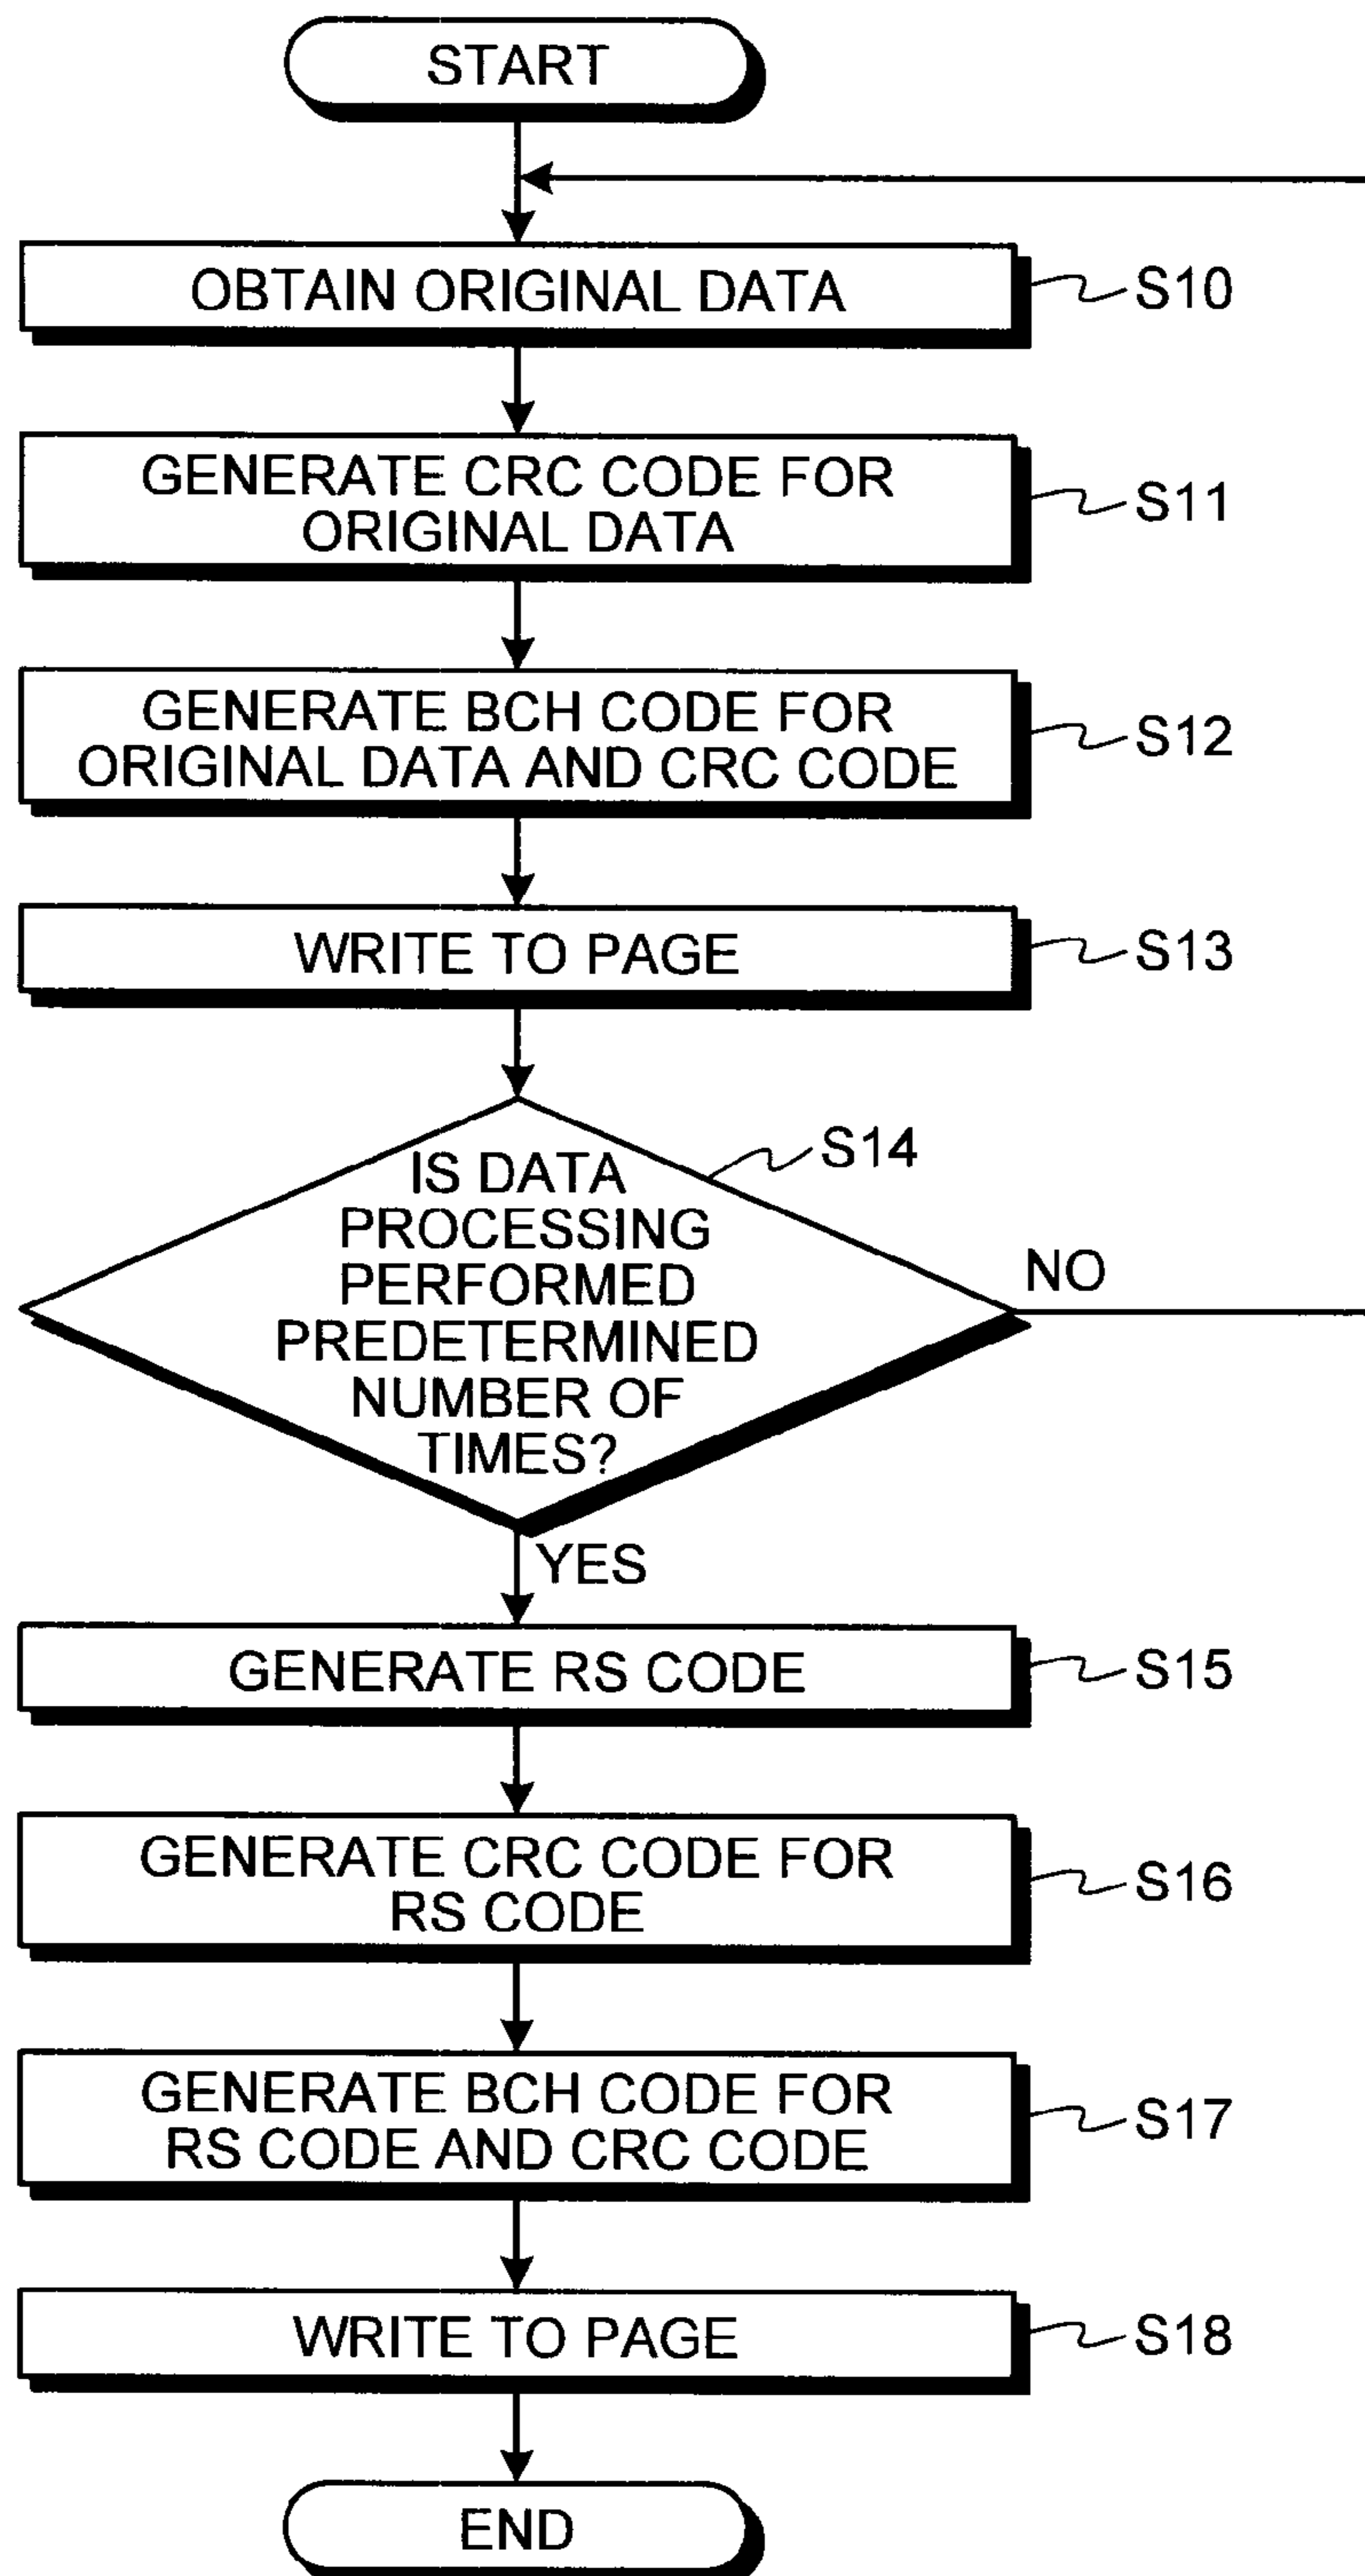 START
OBTAIN ORIGINAL DATA
S10
GENERATE CRC CODE FOR
ORIGINAL DATA
S11
GENERATE BCH CODE FOR
ORIGINAL DATA AND CRC CODE
S12
WRITE TO PAGE
S13
S14
IS DATA
PROCESSING
PERFORMED
PREDETERMINED
NUMBER OF
TIMES?
NO
YES
GENERATE RS CODE
S15
GENERATE CRC CODE FOR
RS CODE
S16
GENERATE BCH CODE FOR
RS CODE AND CRC CODE
S17
WRITE TO PAGE
S18
END